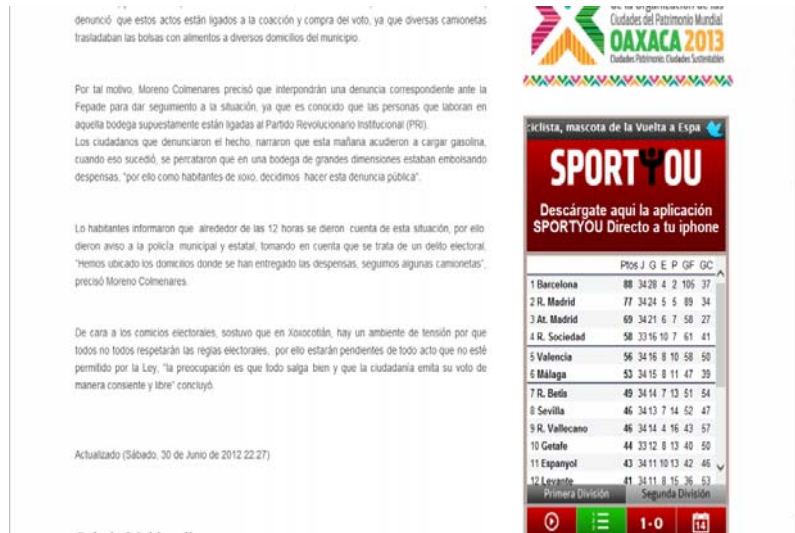 denunció que estos actos están ligados a la coacción y compra del voto, ya que diversas camionetas
trasladaban las bolsas con alimentos a diversos domicilios del municipio.
Por tal motivo, Moreno Colmenares precisó que interpondrán una denuncia correspondiente ante la
Fepade para dar seguimiento a la situación, ya que es conocido que las personas que laboran en
aquella bodega supuestamente están ligadas al Partido Revolucionario Institucional (PRI).
Los ciudadanos que denunciaron el hecho, narraron que esta mañana acudieron a cargar gasolina,
cuando eso sucedió, se percataron que en una bodega de grandes dimensiones estaban embolsando
despensas, "por ello como habitantes de xoxo, decidimos hacer esta denuncia pública".
Lo habitantes informaron que alrededor de las 12 horas se dieron cuenta de esta situación, por ello
dieron aviso a la policía municipal y estatal, tomando en cuenta que se trata de un delito electoral.
"Hemos ubicado los domicilios donde se han entregado las despensas, seguimos algunas camionetas",
precisó Moreno Colmenares.
De cara a los comicios electorales, sostuvo que en Xoxocotlán, hay un ambiente de tensión por que
todos no todos respetarán las reglas electorales, por ello estarán pendientes de todo acto que no esté
permitido por la Ley, "la preocupación es que todo salga bien y que la ciudadanía emita su voto de
manera consiente y libre" concluyó.
Actualizado (Sábado, 30 de Junio de 2012 22:27)
de la Organización de las
Ciudades del Patrimonio Mundial
OAXACA 2013
Ciudades Patrimonio, Ciudades Sustentables
ciclista, mascota de la Vuelta a Espa
SPORTYOU
Descárgate aqui la aplicación
SPORTYOU Directo a tu iphone
Ptos J G E P GF GC
1 Barcelona 88 34 28 4 2 105 37
2 R. Madrid 77 34 24 5 5 89 34
3 At. Madrid 69 34 21 6 7 58 27
4 R. Sociedad 58 33 16 10 7 61 41
5 Valencia 56 34 16 8 10 58 50
6 Málaga 53 34 15 8 11 47 39
7 R. Betis 49 34 14 7 13 51 54
8 Sevilla 46 34 13 7 14 52 47
9 R. Vallecano 46 34 14 4 16 43 57
10 Getafe 44 33 12 8 13 40 50
11 Espanyol 43 34 11 10 13 42 46
12 Levante 41 34 11 8 15 36 53
Primera División Segunda División
1-0 14